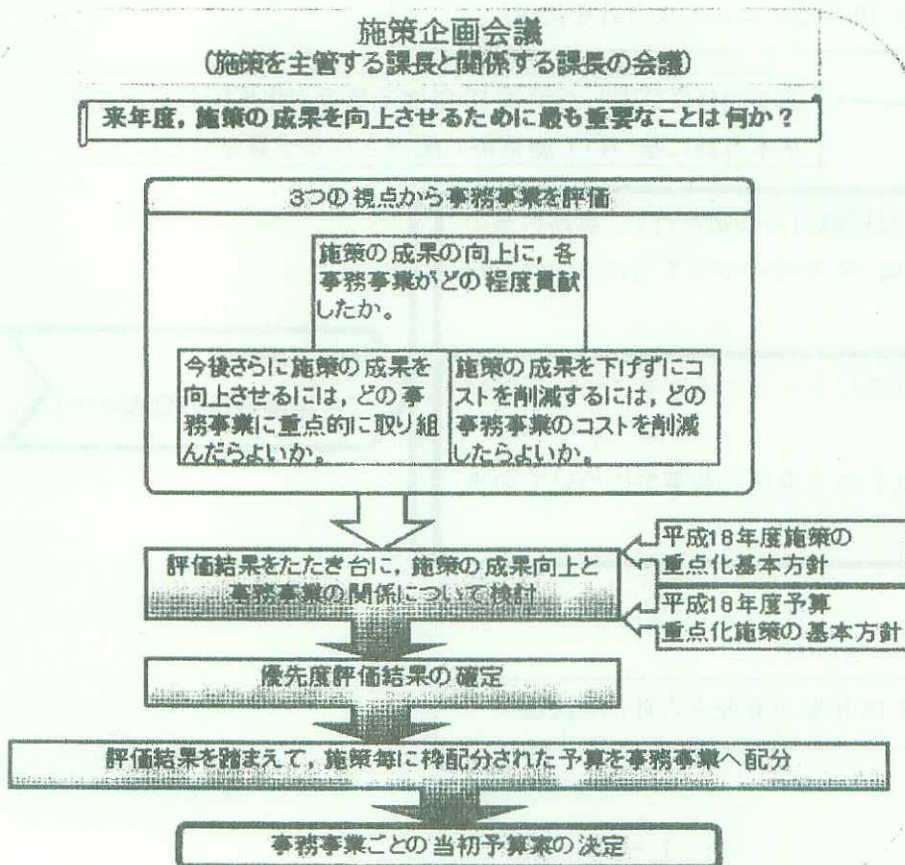 施策企画会議
(施策を主管する課長と関係する課長の会議)
来年度,施策の成果を向上させるために最も重要なことは何か?
3つの視点から事務事業を評価
施策の成果の向上に,各
事務事業がどの程度貢献
したか。
今後さらに施策の成果を
向上させるには,どの事
務事業に重点的に取り組
んだらよいか。
施策の成果を下げずにコ
ストを削減するには,どの
事務事業のコストを削減
したらよいか。
評価結果をたたき台に,施策の成果向上と
事務事業の関係について検討
平成18年度施策の
重点化基本方針
平成18年度予算
重点化施策の基本方針
優先度評価結果の確定
評価結果を踏まえて,施策毎に枠配分された予算を事務事業へ配分
事務事業ごとの当初予算案の決定